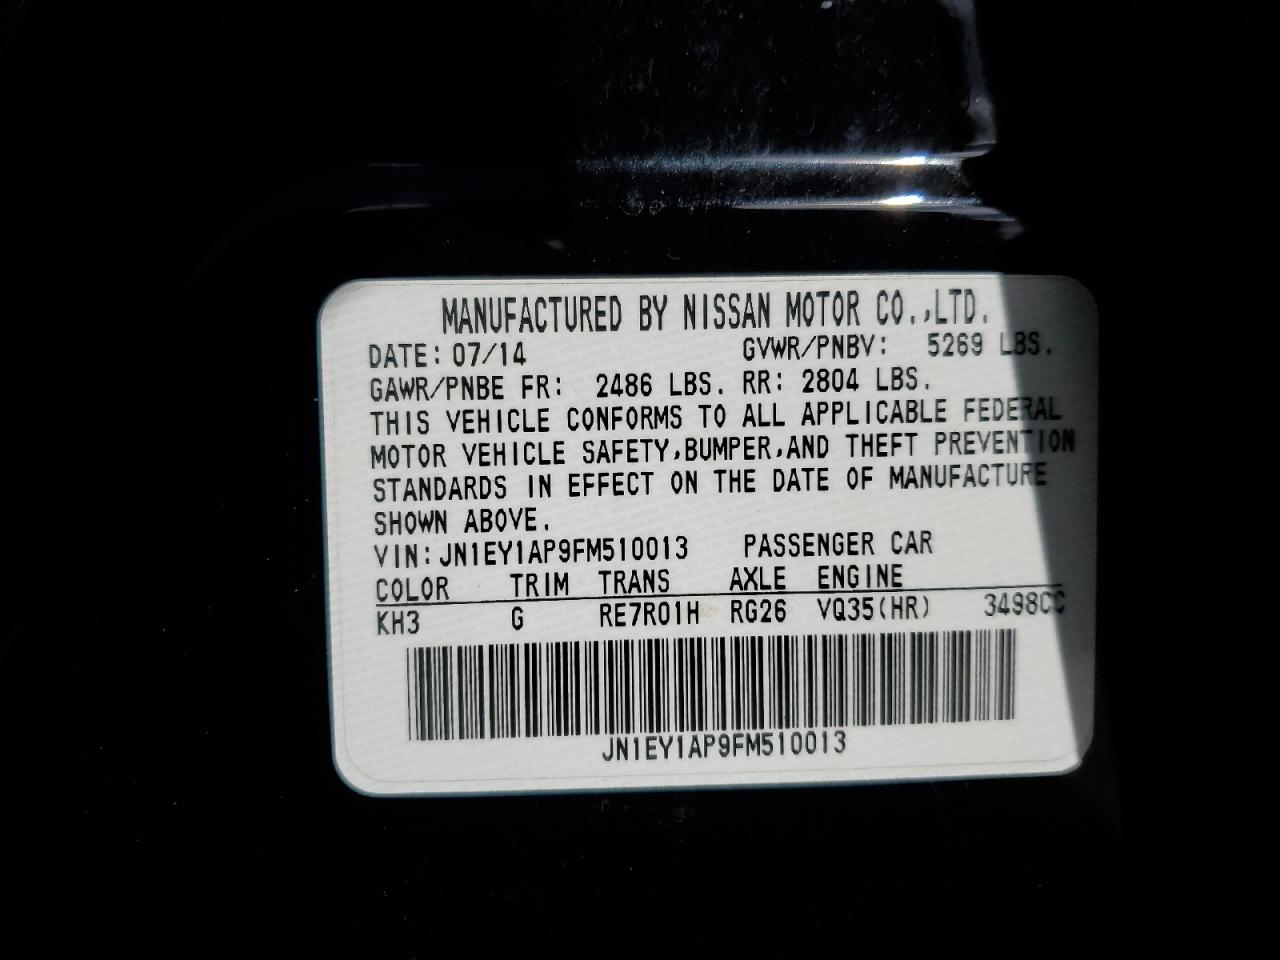 MANUFACTURED BY NISSAN MOTOR CO.,LTD.
DATE: 07/14 GVWR/PNBV: 5269 LBS.
GAWR/PNBE FR: 2486 LBS. RR: 2804 LBS.
THIS VEHICLE CONFORMS TO ALL APPLICABLE FEDERAL
MOTOR VEHICLE SAFETY,BUMPER,AND THEFT PREVENTION
STANDARDS IN EFFECT ON THE DATE OF MANUFACTURE
SHOWN ABOVE.
VIN: JN1EY1AP9FM510013 PASSENGER CAR
COLOR TRIM TRANS AXLE ENGINE
KH3 G RE7R01H RG26 VQ35(HR) 3498CC
JN1EY1AP9FM510013